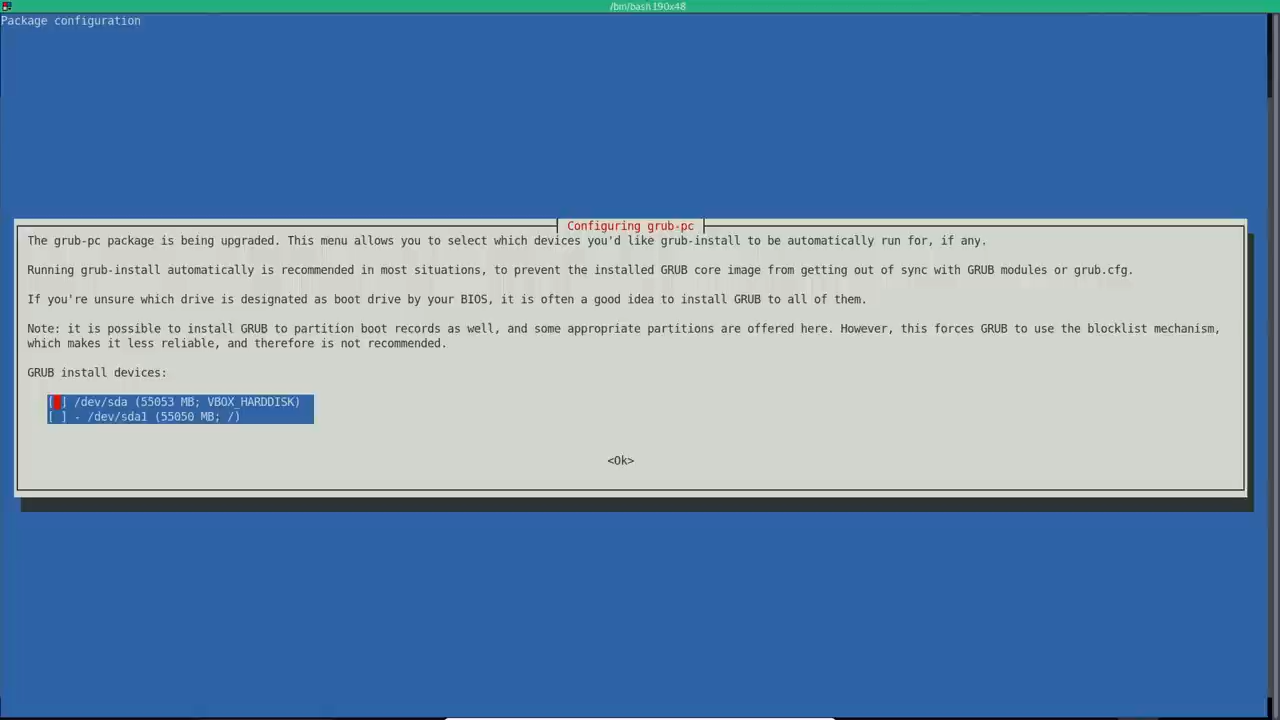 /bin/bash 190x48
Package configuration
Configuring grub-pc
The grub-pc package is being upgraded. This menu allows you to select which devices you'd like grub-install to be automatically run for, if any.
Running grub-install automatically is recommended in most situations, to prevent the installed GRUB core image from getting out of sync with GRUB modules or grub.cfg.
If you're unsure which drive is designated as boot drive by your BIOS, it is often a good idea to install GRUB to all of them.
Note: it is possible to install GRUB to partition boot records as well, and some appropriate partitions are offered here. However, this forces GRUB to use the blocklist mechanism,
which makes it less reliable, and therefore is not recommended.
GRUB install devices:
[ ] /dev/sda (55053 MB; VBOX_HARDDISK)
[ ] - /dev/sda1 (55050 MB; /)
<Ok>